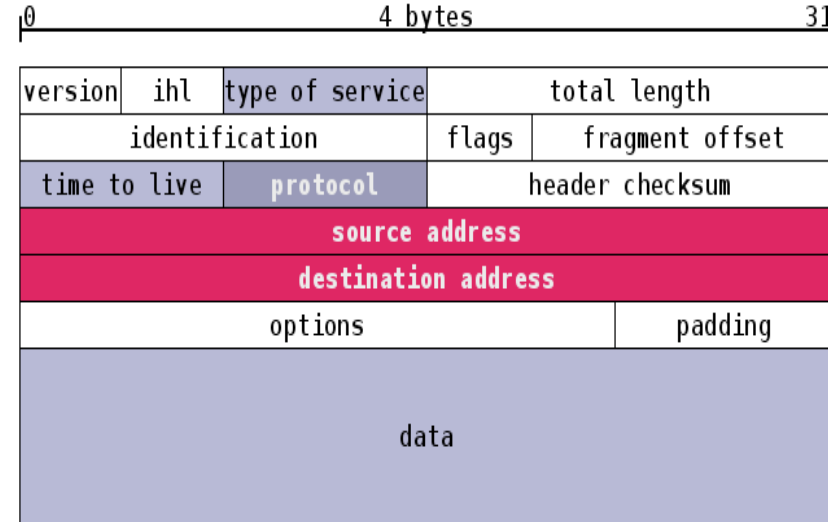 0 4 bytes 31
version ihl type of service total length
identification flags fragment offset
time to live protocol header checksum
source address
destination address
options padding
data